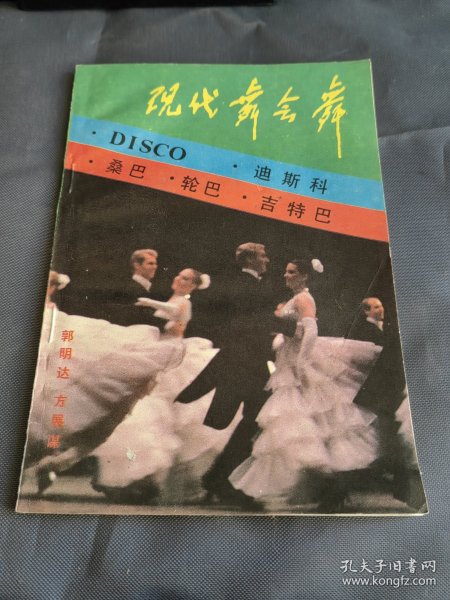 现代舞会舞
·DISCO ·迪斯科
·桑巴 ·轮巴 ·吉特巴
郭明达 方展
孔夫子旧书网
www.kongfz.com